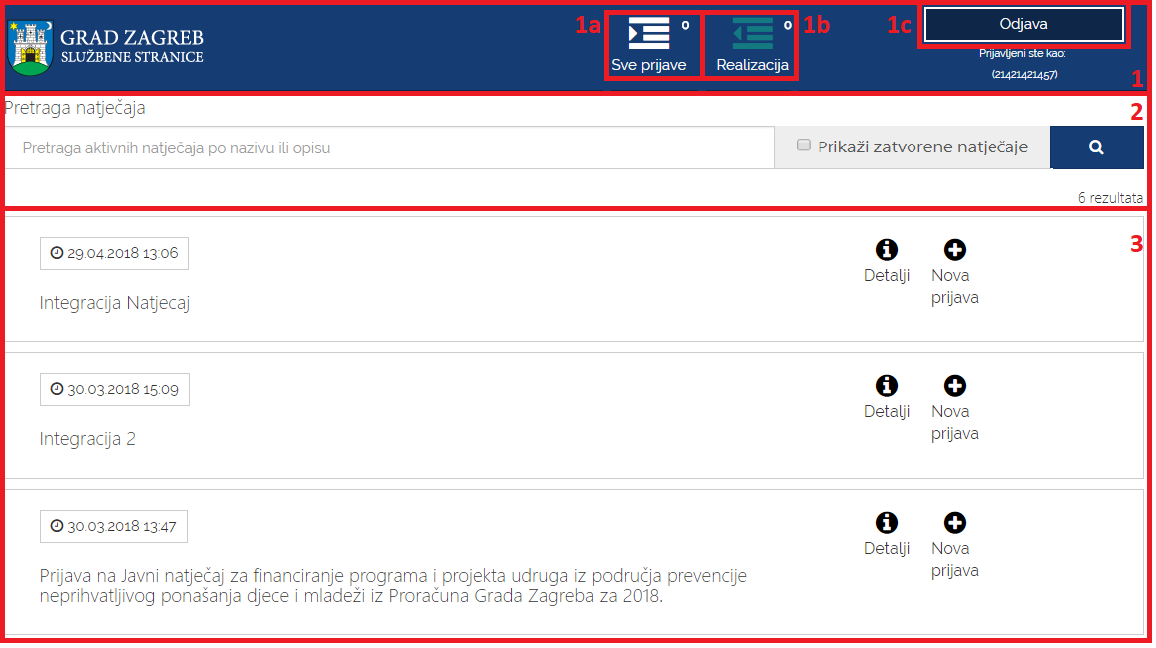 GRAD ZAGREB
SLUŽBENE STRANICE
1a
0
Sve prijave
0
Realizacija
1b
1c
Odjava
Prijavljeni ste kao:
(21421421457)
1
2
Pretraga natječaja
Pretraga aktivnih natječaja po nazivu ili opisu
Prikaži zatvorene natječaje
6 rezultata
3
29.04.2018 13:06
Integracija Natjecaj
Detalji
Nova
prijava
30.03.2018 15:09
Integracija 2
Detalji
Nova
prijava
30.03.2018 13:47
Prijava na Javni natječaj za financiranje programa i projekta udruga iz područja prevencije
neprihvatljivog ponašanja djece i mladeži iz Proračuna Grada Zagreba za 2018.
Detalji
Nova
prijava